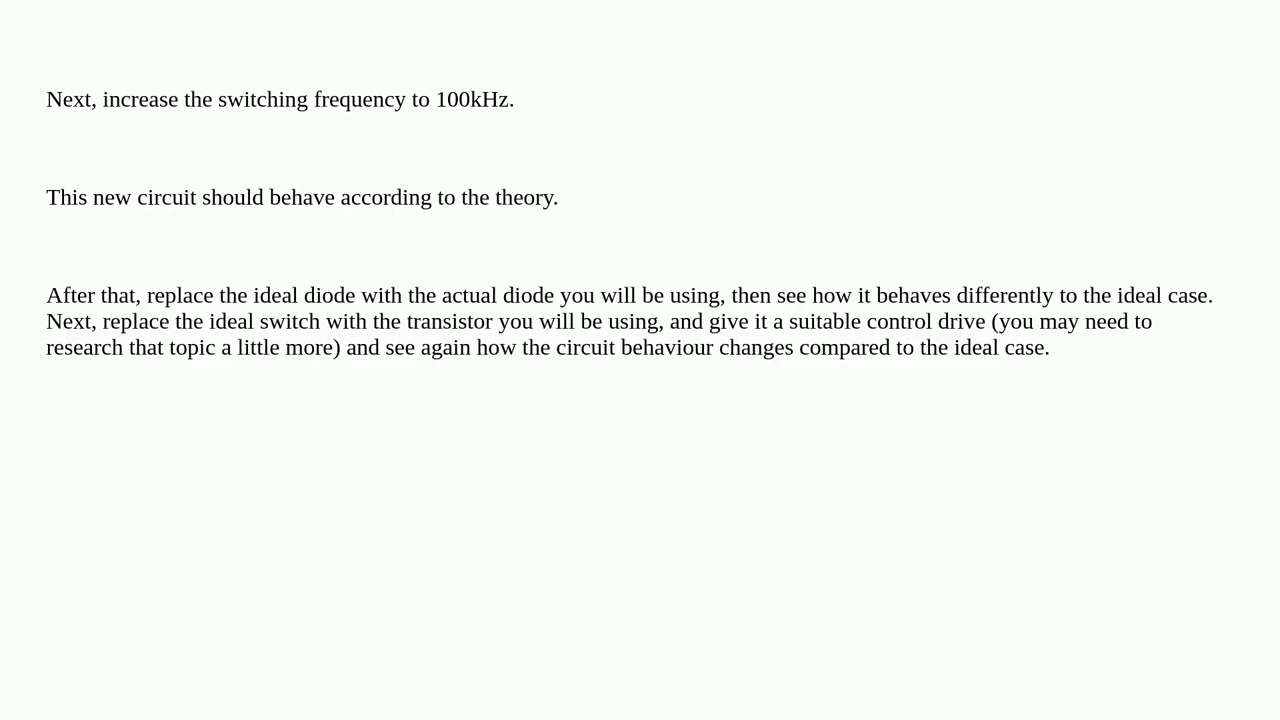 Next, increase the switching frequency to 100kHz.
This new circuit should behave according to the theory.
After that, replace the ideal diode with the actual diode you will be using, then see how it behaves differently to the ideal case.
Next, replace the ideal switch with the transistor you will be using, and give it a suitable control drive (you may need to
research that topic a little more) and see again how the circuit behaviour changes compared to the ideal case.